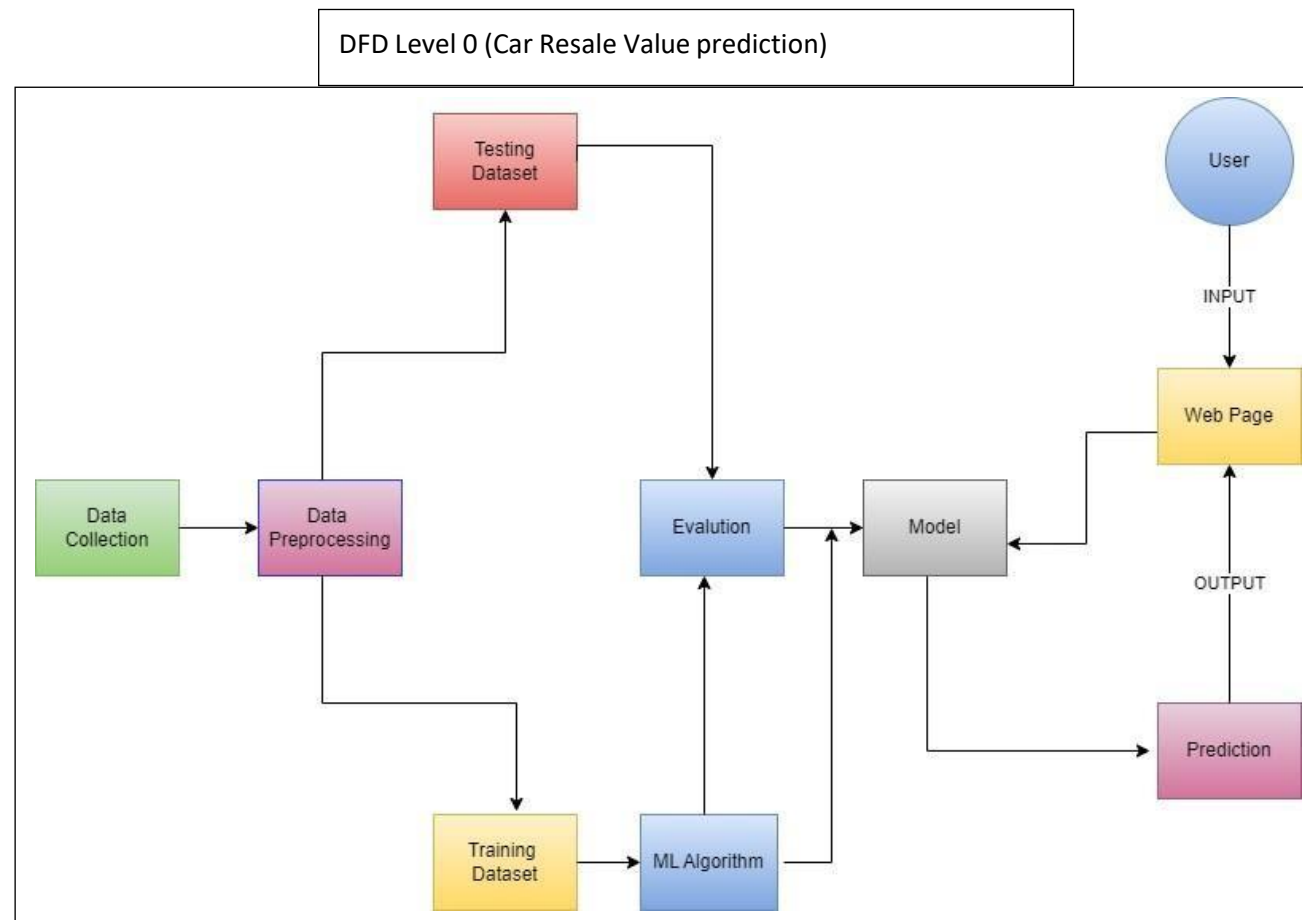 DFD Level 0 (Car Resale Value prediction)
Testing
Dataset
User
INPUT
Web Page
Data
Collection
Data
Preprocessing
Evalution
Model
OUTPUT
Prediction
Training
Dataset
ML Algorithm